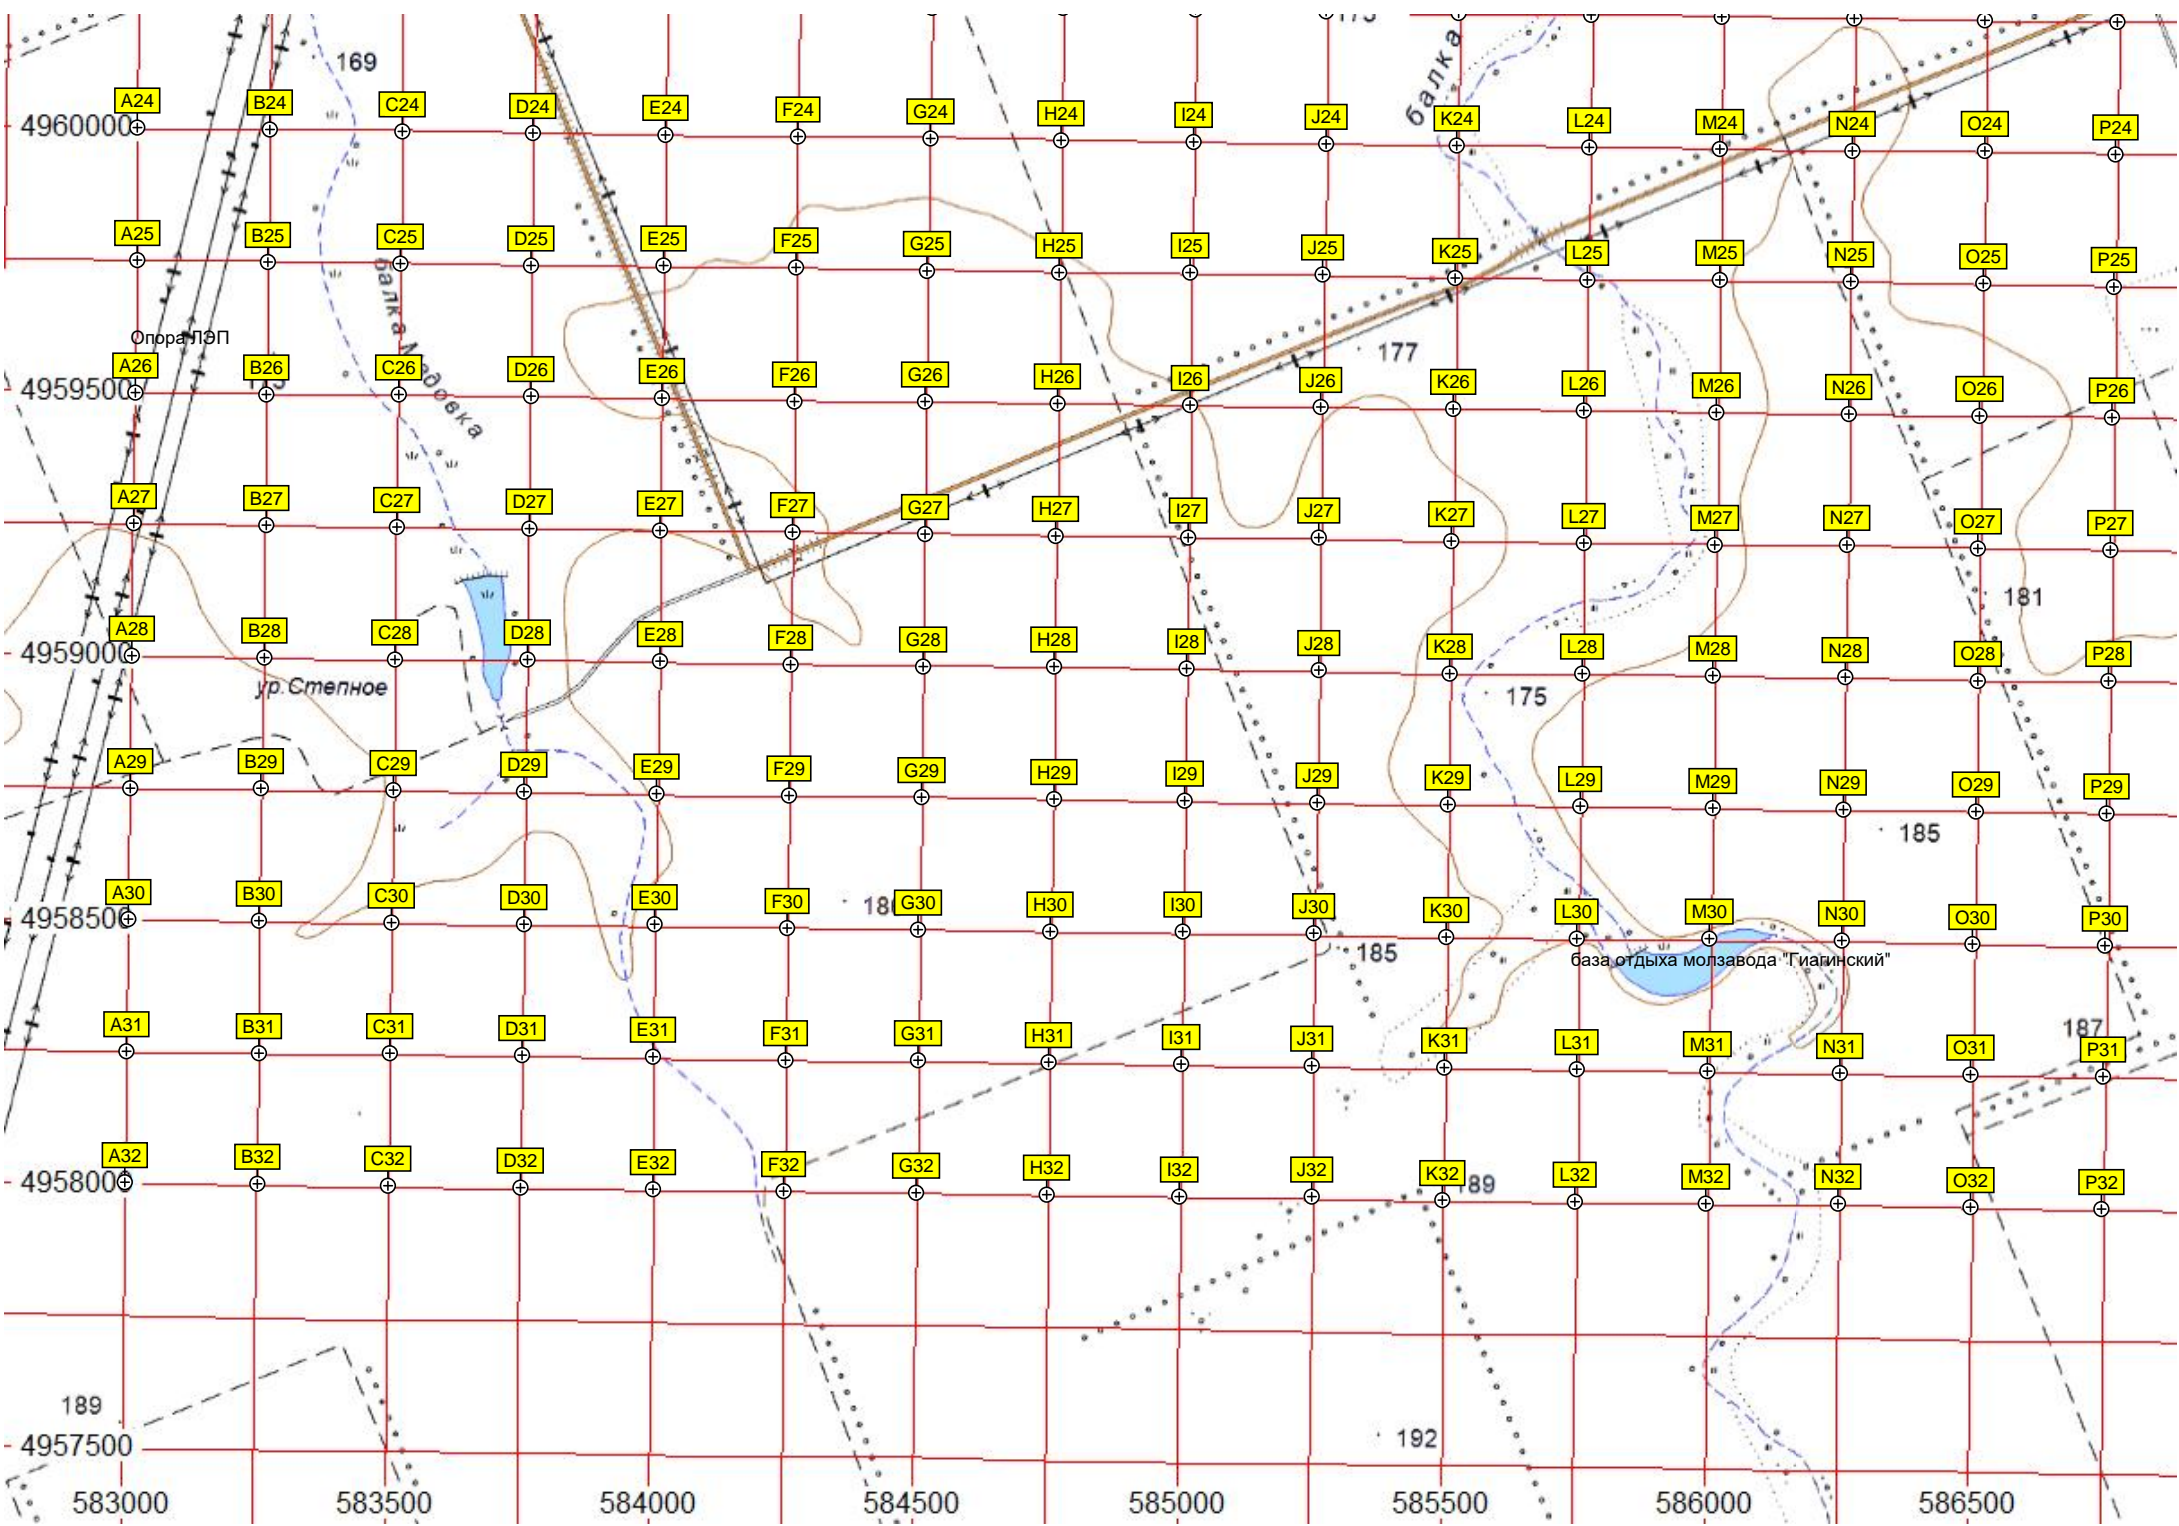 169
балка
A24 B24 C24 D24 E24 F24 G24 H24 I24 J24 K24 L24 M24 N24 O24 P24
4960000
A25 B25 C25 D25 E25 F25 G25 H25 I25 J25 K25 L25 M25 N25 O25 P25
балка Медовка
Опора ЛЭП
177
A26 B26 C26 D26 E26 F26 G26 H26 I26 J26 K26 L26 M26 N26 O26 P26
4959500
A27 B27 C27 D27 E27 F27 G27 H27 I27 J27 K27 L27 M27 N27 O27 P27
181
A28 B28 C28 D28 E28 F28 G28 H28 I28 J28 K28 L28 M28 N28 O28 P28
4959000
ур.Степное
175
A29 B29 C29 D29 E29 F29 G29 H29 I29 J29 K29 L29 M29 N29 O29 P29
185
A30 B30 C30 D30 E30 F30 G30 H30 I30 J30 K30 L30 M30 N30 O30 P30
4958500
185
база отдыха молзавода "Гиагинский"
187
A31 B31 C31 D31 E31 F31 G31 H31 I31 J31 K31 L31 M31 N31 O31 P31
A32 B32 C32 D32 E32 F32 G32 H32 I32 J32 K32 L32 M32 N32 O32 P32
4958000
189
192
4957500
583000 583500 584000 584500 585000 585500 586000 586500